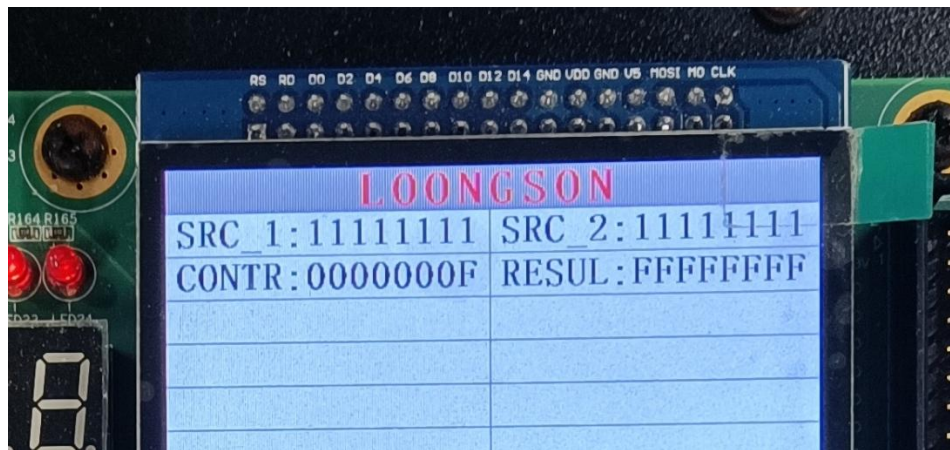 RS RD D0 D2 D4 D6 D8 D10 D12 D14 GND VDD GND V5 MOSI MO CLK
LOONGSON
R164 R165
SRC_1:11111111 SRC_2:11111111
CONTR:0000000F RESUL:FFFFFFFF